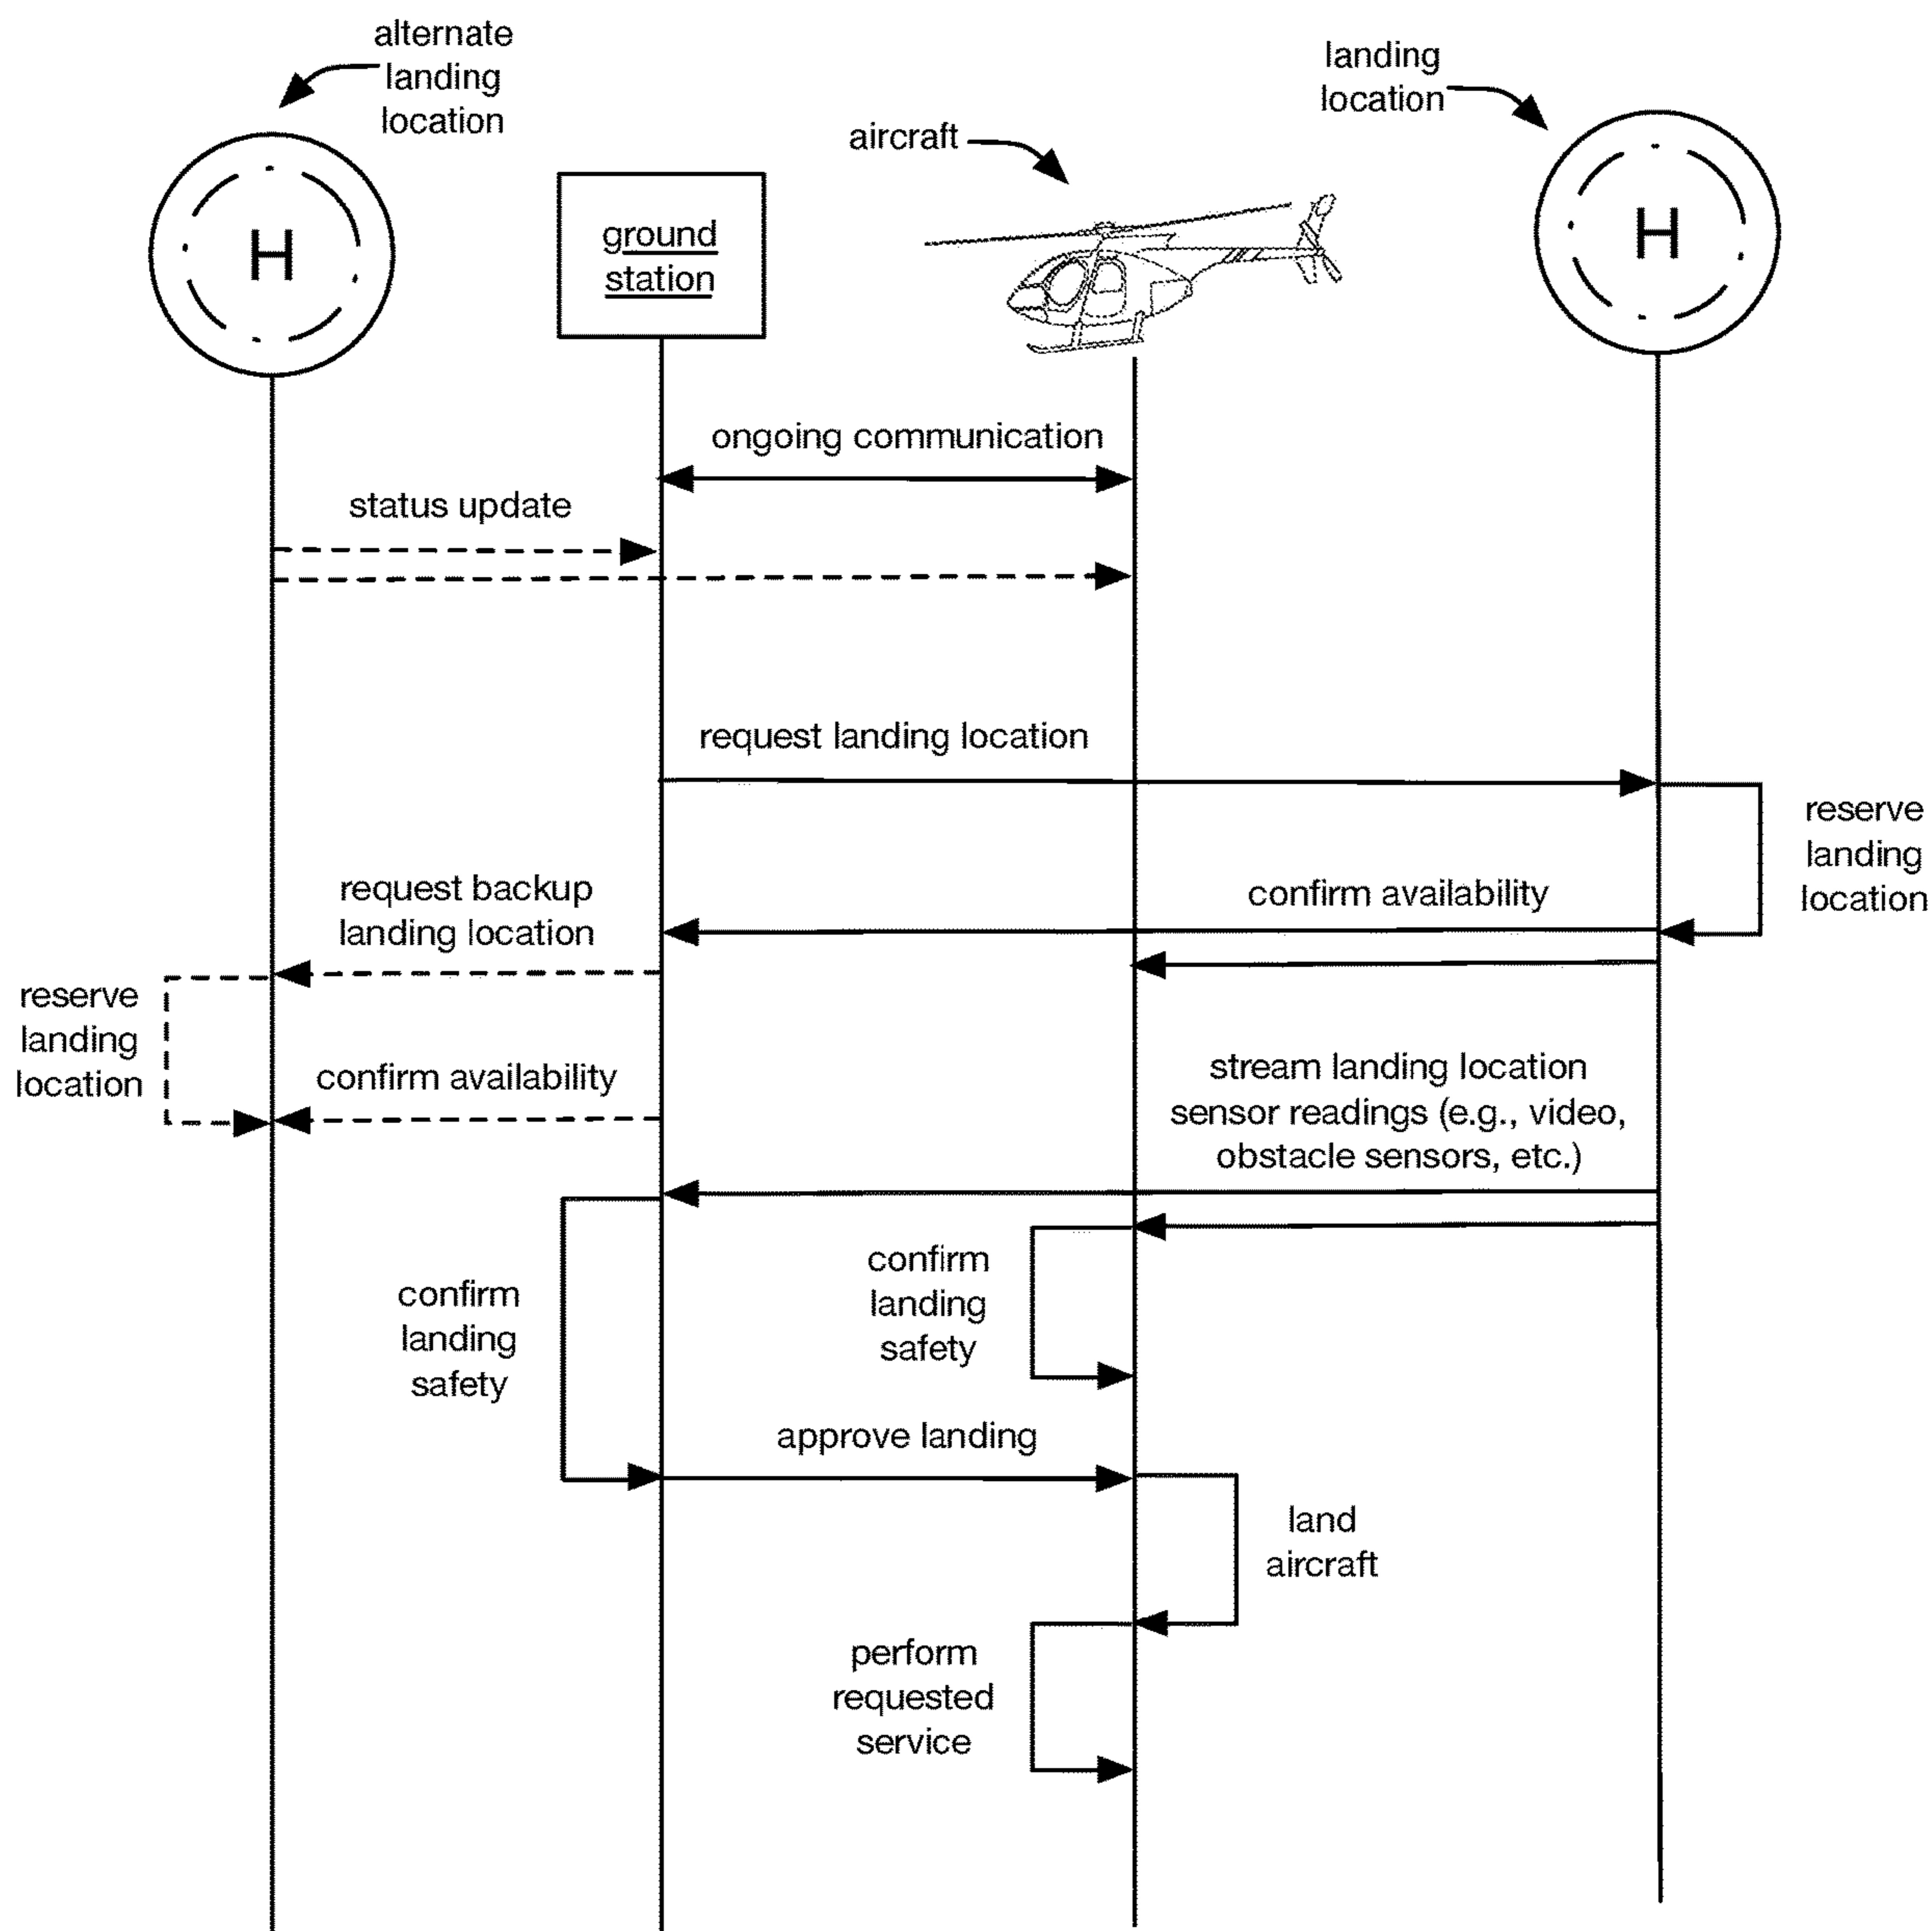 alternate
landing
location
landing
location
aircraft
H
ground
station
H
ongoing communication
status update
request landing location
reserve
landing
location
request backup
landing location
confirm availability
reserve
landing
location
confirm availability
stream landing location
sensor readings (e.g., video,
obstacle sensors, etc.)
confirm
landing
safety
confirm
landing
safety
approve landing
land
aircraft
perform
requested
service